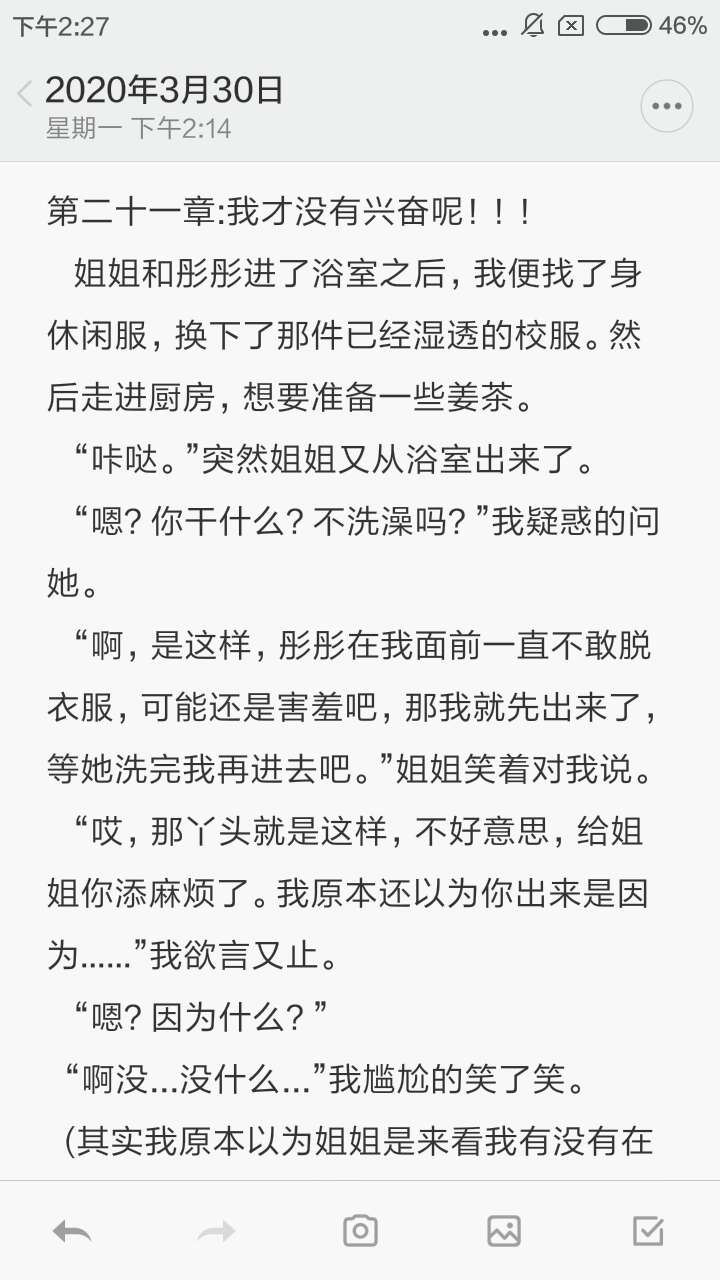 下午2:27
... 46%
2020年3月30日
星期一 下午2:14
第二十一章:我才没有兴奋呢！！！
姐姐和彤彤进了浴室之后，我便找了身
休闲服，换下了那件已经湿透的校服。然
后走进厨房，想要准备一些姜茶。
“咔哒。”突然姐姐又从浴室出来了。
“嗯？你干什么？不洗澡吗？”我疑惑的问
她。
“啊，是这样，彤彤在我面前一直不敢脱
衣服，可能还是害羞吧，那我就先出来了，
等她洗完我再进去吧。”姐姐笑着对我说。
“哎，那丫头就是这样，不好意思，给姐
姐你添麻烦了。我原本还以为你出来是因
为......”我欲言又止。
“嗯？因为什么？”
“啊没...没什么...”我尴尬的笑了笑。
（其实我原本以为姐姐是来看我有没有在